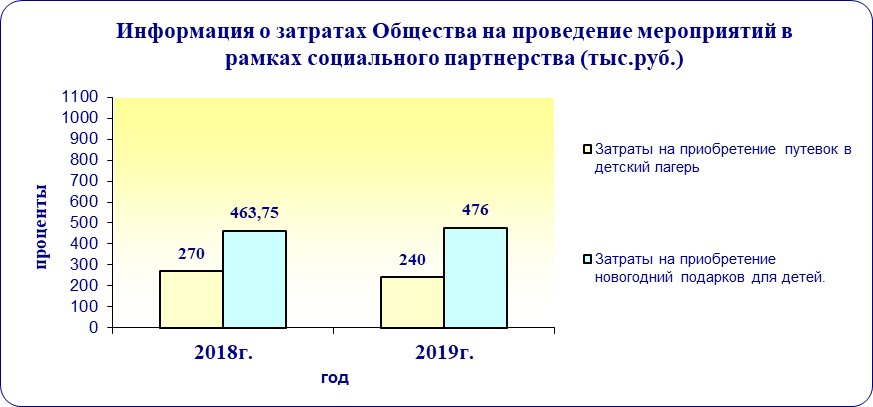 Информация о затратах Общества на проведение мероприятий в
рамках социального партнерства (тыс.руб.)
проценты
1100
1000
900
800
700
600
500
400
300
200
100
0
270
463,75
240
476
2018г.
2019г.
год
Затраты на приобретение путевок в
детский лагерь
Затраты на приобретение
новогодний подарков для детей.